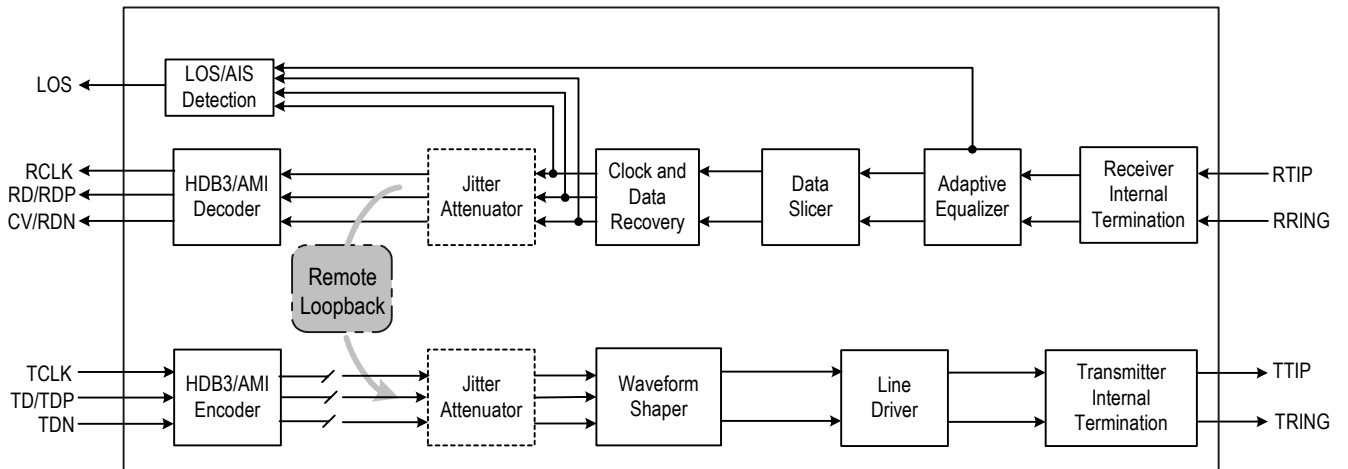 LOS
LOS/AIS
Detection
RCLK
RD/RDP
CV/RDN
HDB3/AMI
Decoder
Jitter
Attenuator
Clock and
Data
Recovery
Data
Slicer
Adaptive
Equalizer
Receiver
Internal
Termination
RTIP
RRING
Remote
Loopback
TCLK
TD/TDP
TDN
HDB3/AMI
Encoder
Jitter
Attenuator
Waveform
Shaper
Line
Driver
Transmitter
Internal
Termination
TTIP
TRING